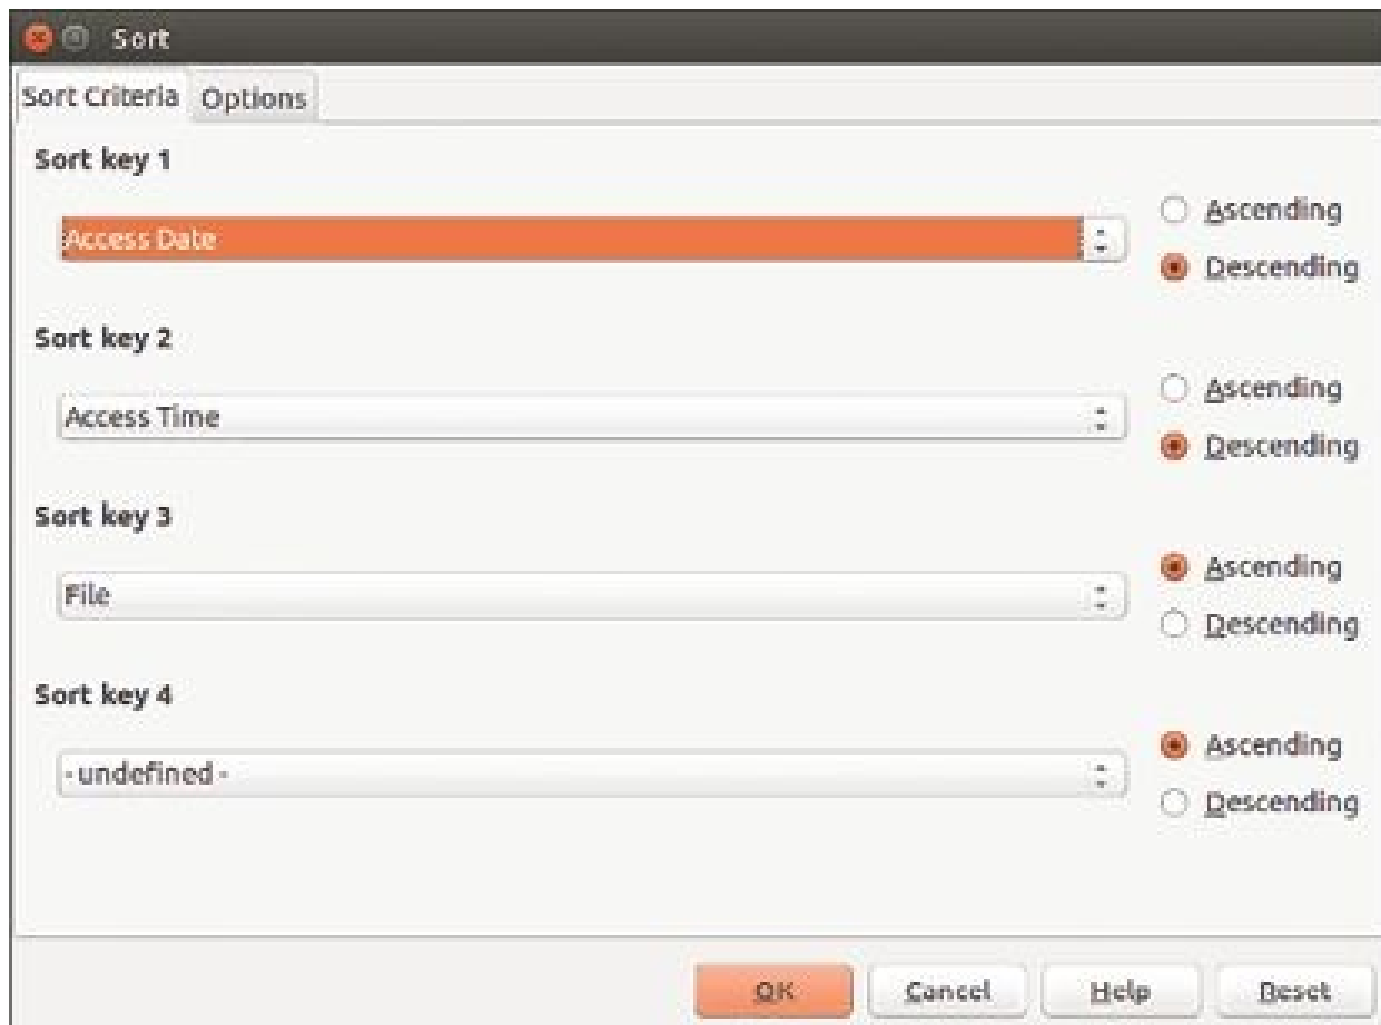 Sort
Sort Criteria Options
Sort key 1
Access Date
Ascending
Descending
Sort key 2
Access Time
Ascending
Descending
Sort key 3
File
Ascending
Descending
Sort key 4
- undefined -
Ascending
Descending
OK Cancel Help Reset